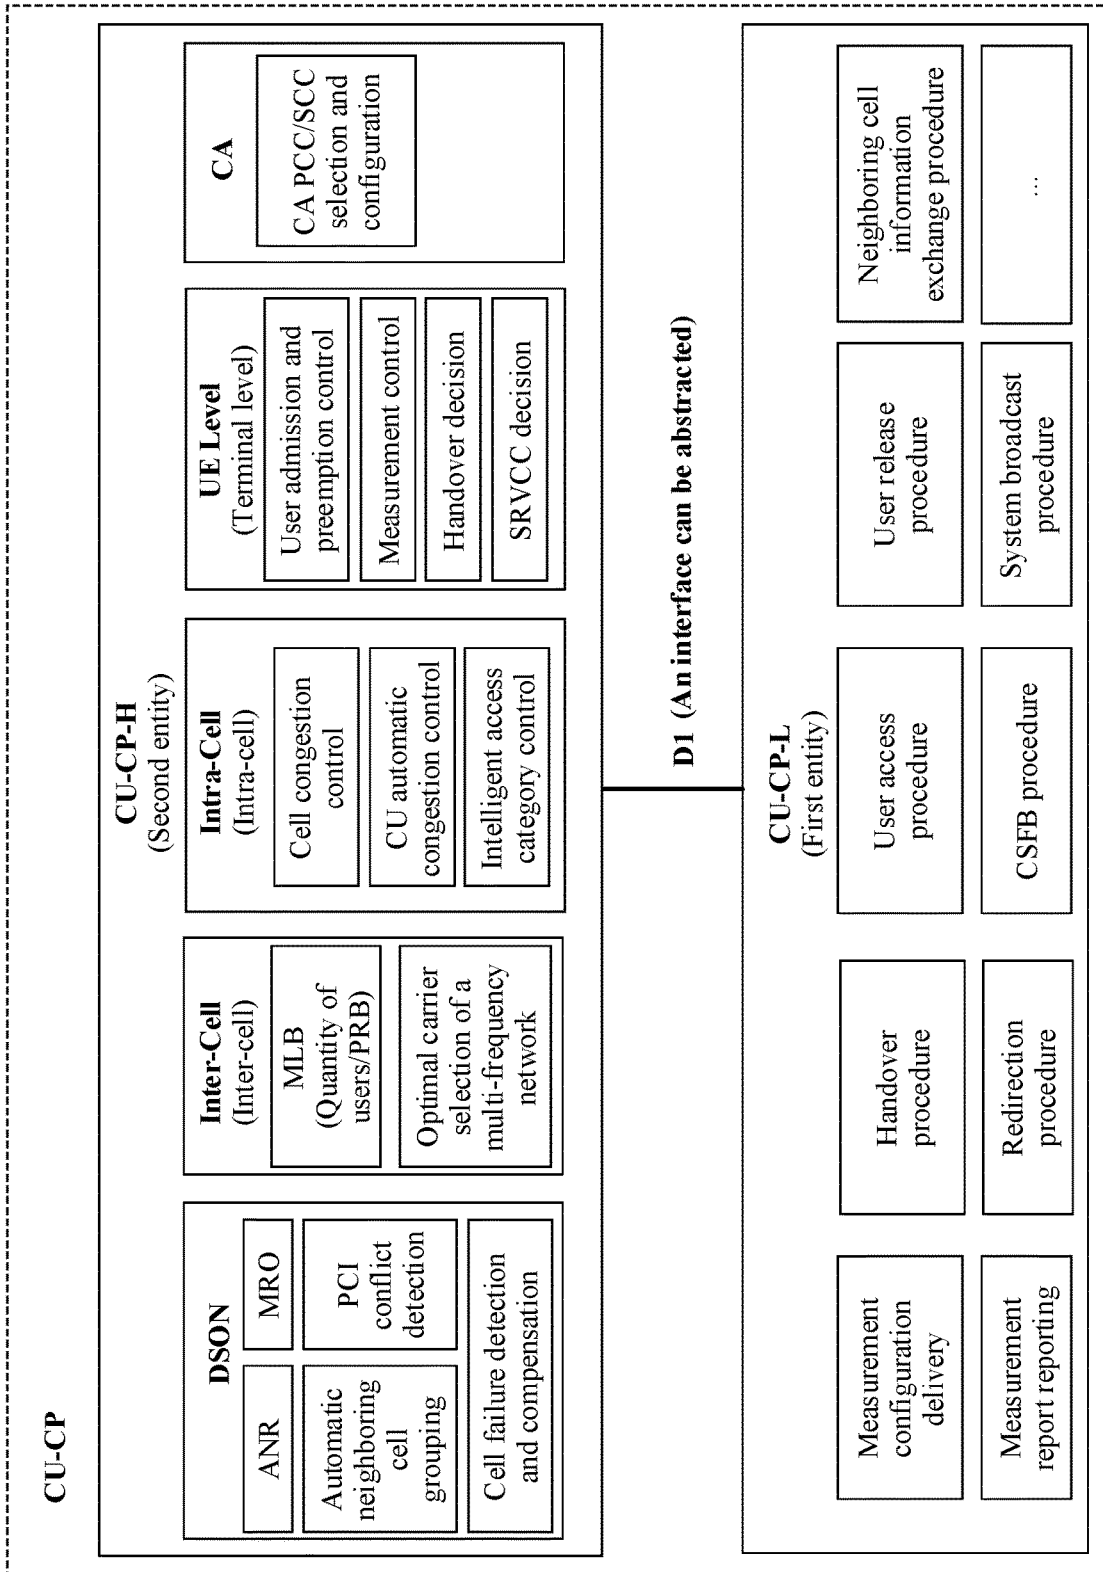 CU-CP
CU-CP-H
(Second entity)
DSON
ANR
MRO
Automatic
neighboring
cell
grouping
PCI
conflict
detection
Cell failure detection
and compensation
Inter-Cell
(Inter-cell)
MLB
(Quantity of
users/PRB)
Optimal carrier
selection of a
multi-frequency
network
Intra-Cell
(Intra-cell)
Cell congestion
control
CU automatic
congestion control
Intelligent access
category control
UE Level
(Terminal level)
User admission and
preemption control
Measurement control
Handover decision
SRVCC decision
CA
CA PCC/SCC
selection and
configuration
D1 (An interface can be abstracted)
CU-CP-L
(First entity)
Measurement
configuration
delivery
Handover
procedure
User access
procedure
User release
procedure
Neighboring cell
information
exchange procedure
Measurement
report reporting
Redirection
procedure
CSFB procedure
System broadcast
procedure
...